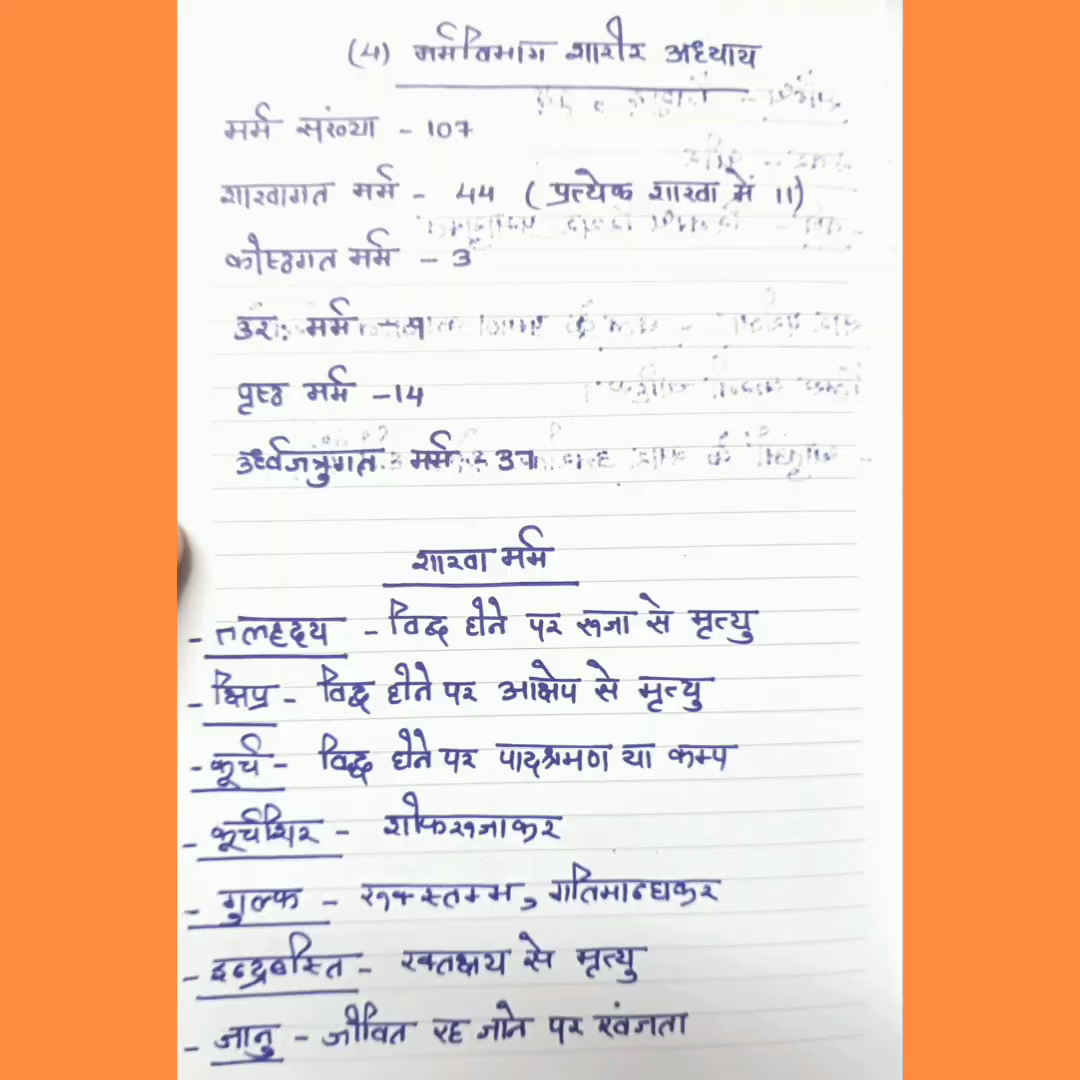 (4) मर्मविभाग शारीर अध्याय
मर्म संख्या - 107
शाखागत मर्म - 44 (प्रत्येक शाखा में 11)
कोष्ठगत मर्म - 3
उरः मर्म - 9
पृष्ठ मर्म -14
उर्ध्वजत्रुगत मर्म - 37
शाखा मर्म
- तलहृदय - विद्ध होने पर रूजा से मृत्यु
- क्षिप्र - विद्ध होने पर आक्षेप से मृत्यु
- कूर्च - विद्ध होने पर पादभ्रमण या कम्प
- कूर्चशिर - शोफरूजाकर
- गुल्फ - रुक्स्तम्भ, गतिमान्द्यकर
- इन्द्रबस्ति - रक्तक्षय से मृत्यु
- जानु - जीवित रह जाने पर खंजता